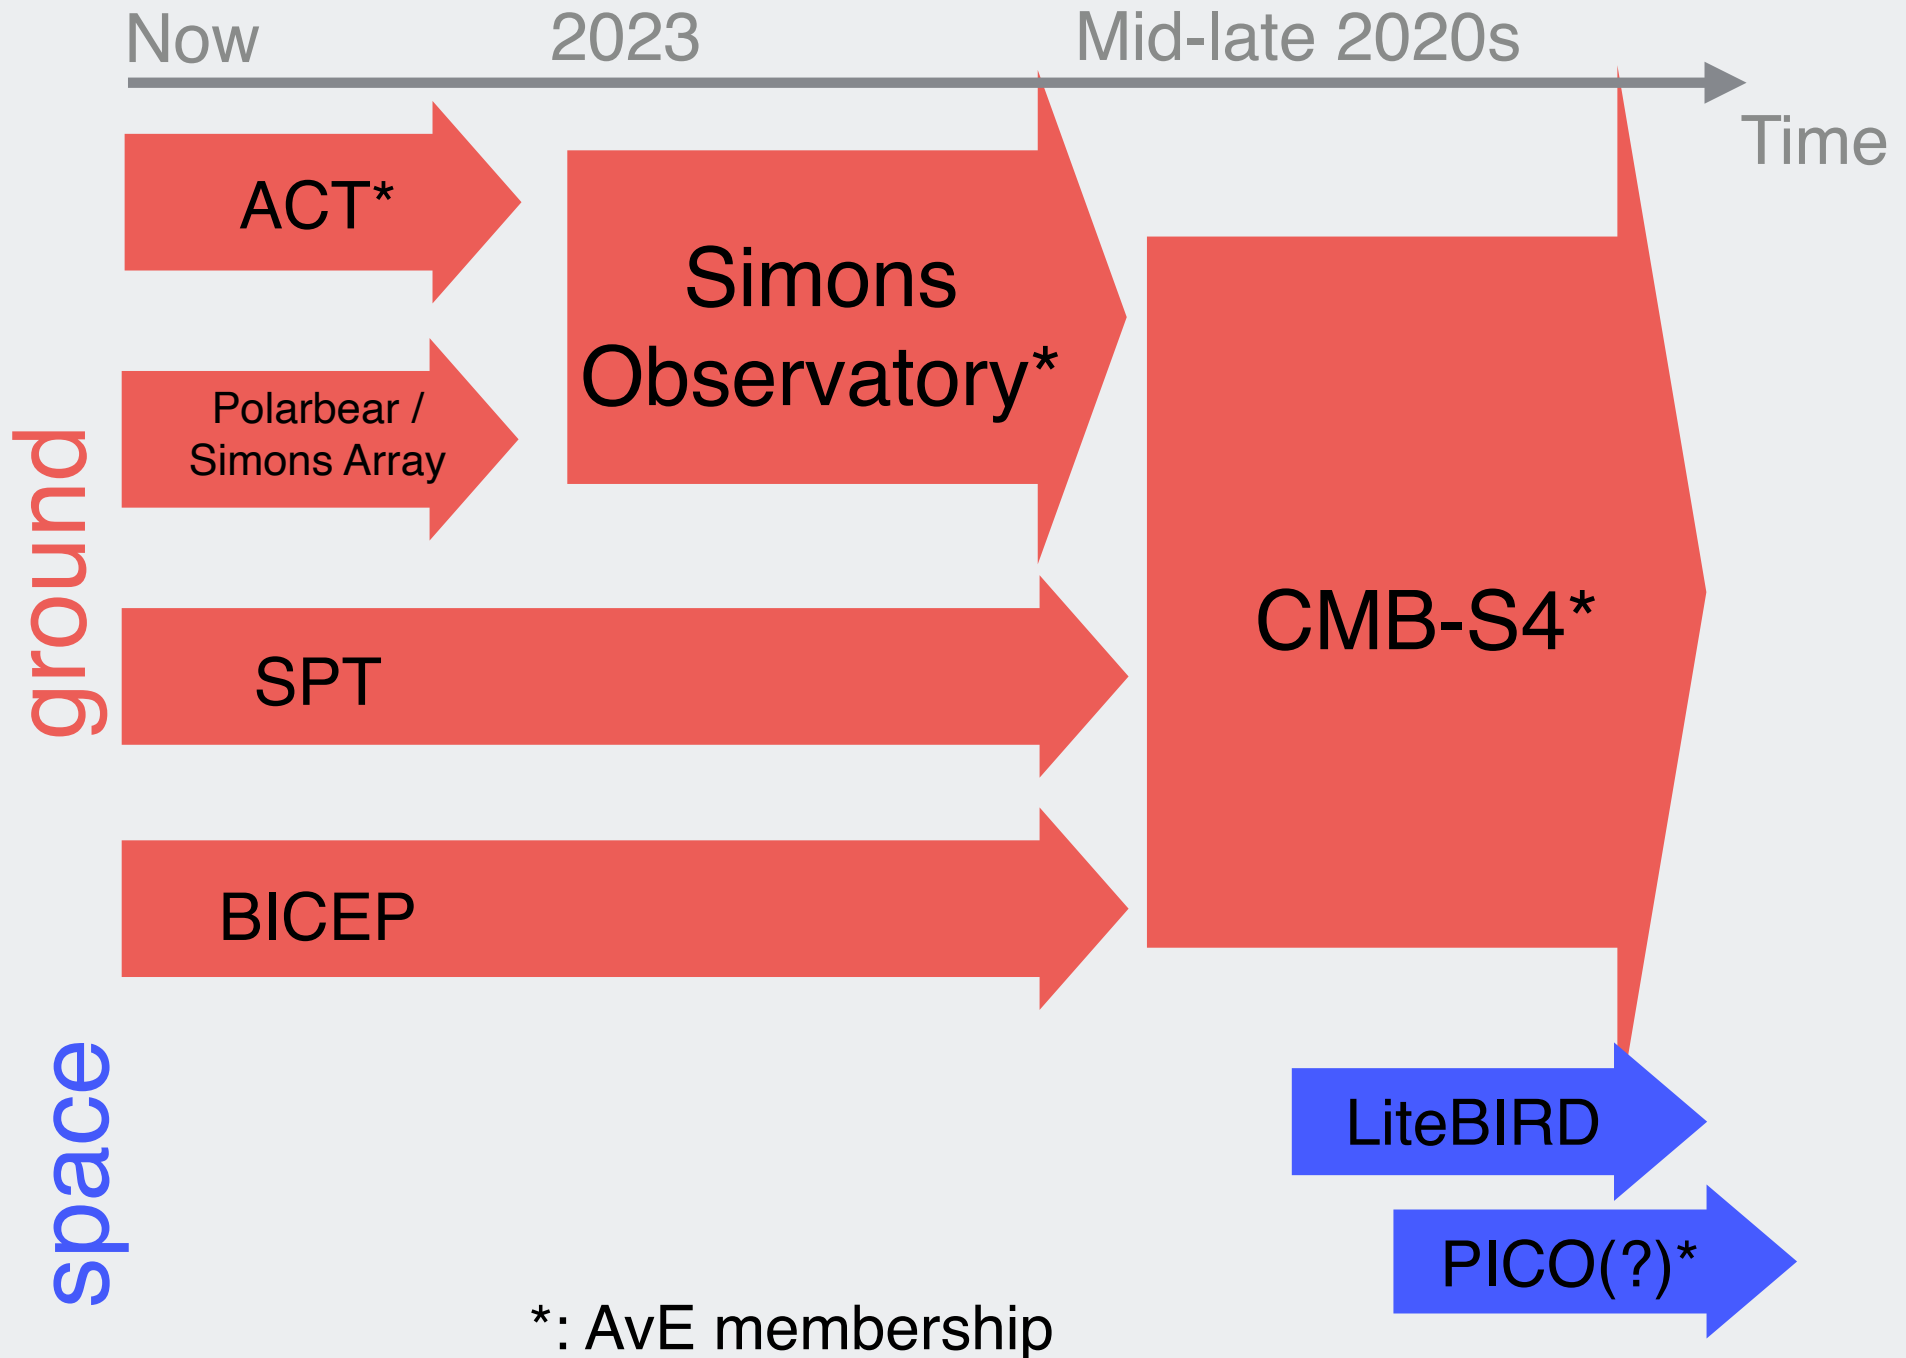 Now 2023 Mid-late 2020s
Time
ACT*
Simons
Observatory*
Polarbear /
Simons Array
ground
CMB-S4*
SPT
BICEP
space
LiteBIRD
PICO(?)*
*: AvE membership